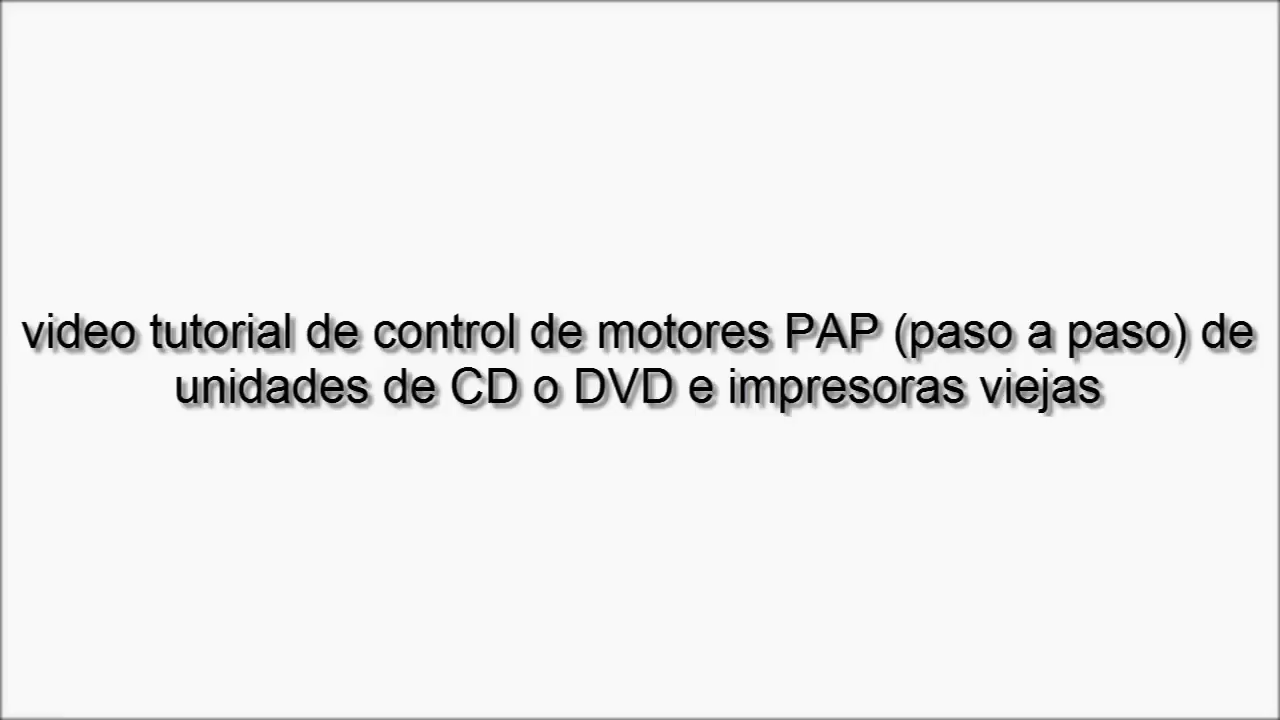 video tutorial de control de motores PAP (paso a paso) de
unidades de CD o DVD e impresoras viejas